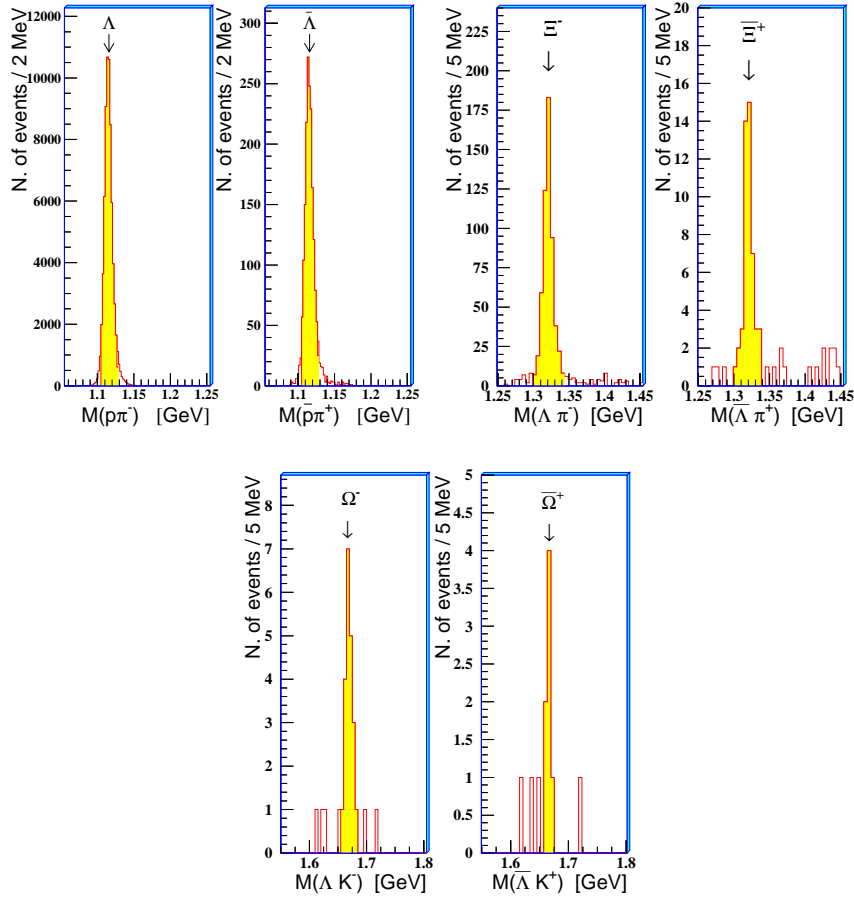 Λ
N. of events / 2 MeV
12000
10000
8000
6000
4000
2000
0
1.1 1.15 1.2 1.25
M(pπ⁻) [GeV]
Λ̄
N. of events / 2 MeV
300
250
200
150
100
50
0
1.1 1.15 1.2 1.25
M(p̄π⁺) [GeV]
Ξ⁻
N. of events / 5 MeV
225
200
175
150
125
100
75
50
25
0
1.25 1.3 1.35 1.4 1.45
M(Λ π⁻) [GeV]
Ξ̅⁺
N. of events / 5 MeV
20
18
16
14
12
10
8
6
4
2
0
1.25 1.3 1.35 1.4 1.45
M(Λ̅ π⁺) [GeV]
Ω⁻
N. of events / 5 MeV
8
7
6
5
4
3
2
1
0
1.6 1.7 1.8
M(Λ K⁻) [GeV]
Ω̅⁺
N. of events / 5 MeV
5
4.5
4
3.5
3
2.5
2
1.5
1
0.5
0
1.6 1.7 1.8
M(Λ̅ K⁺) [GeV]